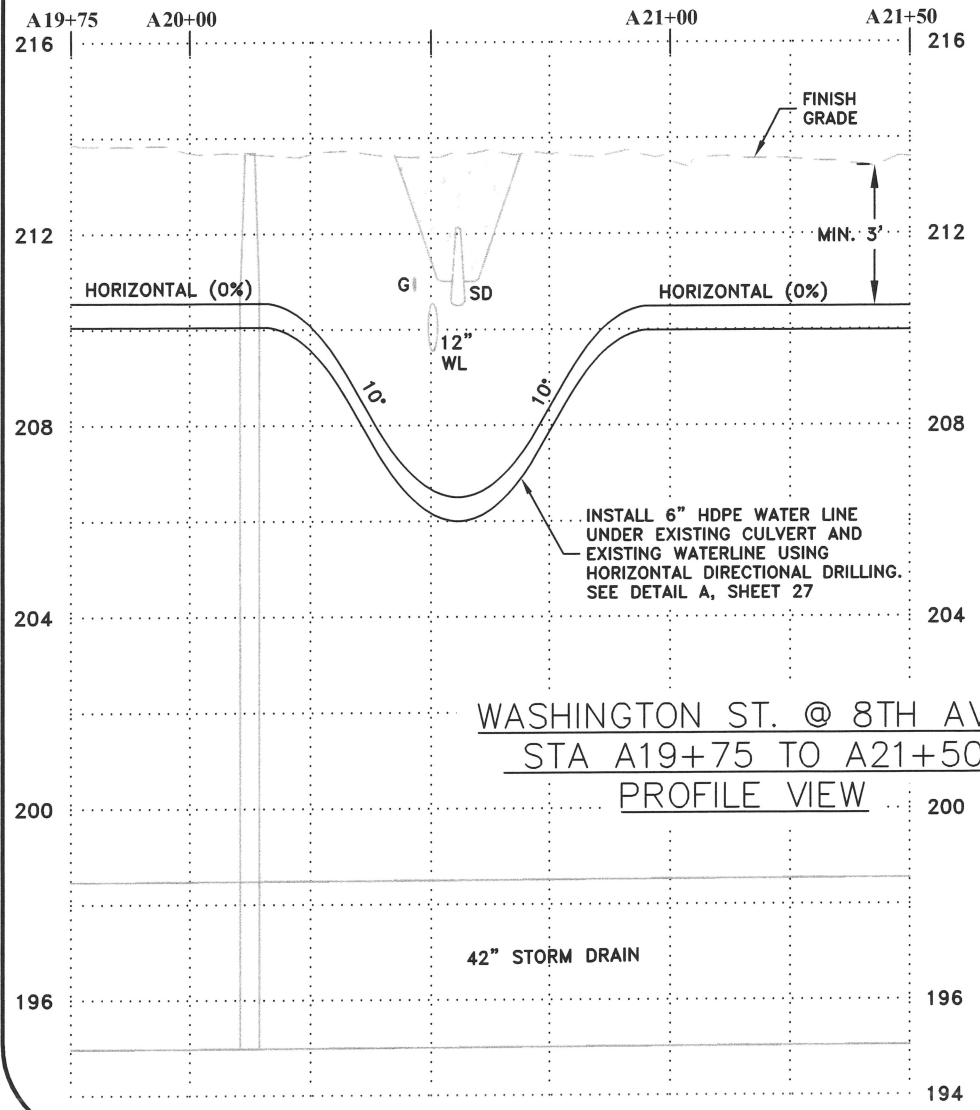 A19+75 A20+00 A21+00 A21+50
216 216
FINISH
GRADE
212 MIN. 3' 212
HORIZONTAL (0%) G SD HORIZONTAL (0%)
12"
WL
10° 10°
208 208
INSTALL 6" HDPE WATER LINE
UNDER EXISTING CULVERT AND
EXISTING WATERLINE USING
HORIZONTAL DIRECTIONAL DRILLING.
SEE DETAIL A, SHEET 27
204 204
WASHINGTON ST. @ 8TH AV
STA A19+75 TO A21+50
PROFILE VIEW
200 200
42" STORM DRAIN
196 196
194